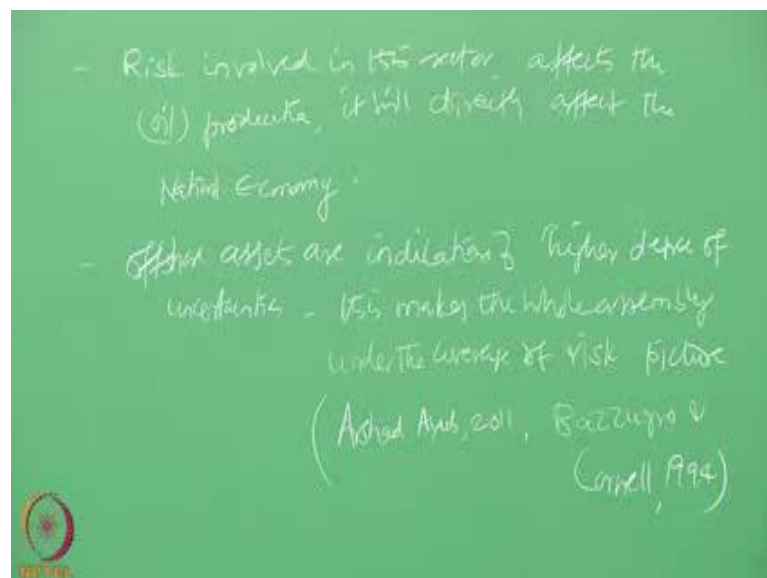 - Risk involved in this sector affects the
(oil) production, it will directly affect the
National Economy.
- offshore assets are indication of higher degree of
uncertainties - this makes the whole assembly
under the coverage of risk picture
(Arshad Ayub, 2011, Bazzurro &
Cornell, 1994)
NPTEL